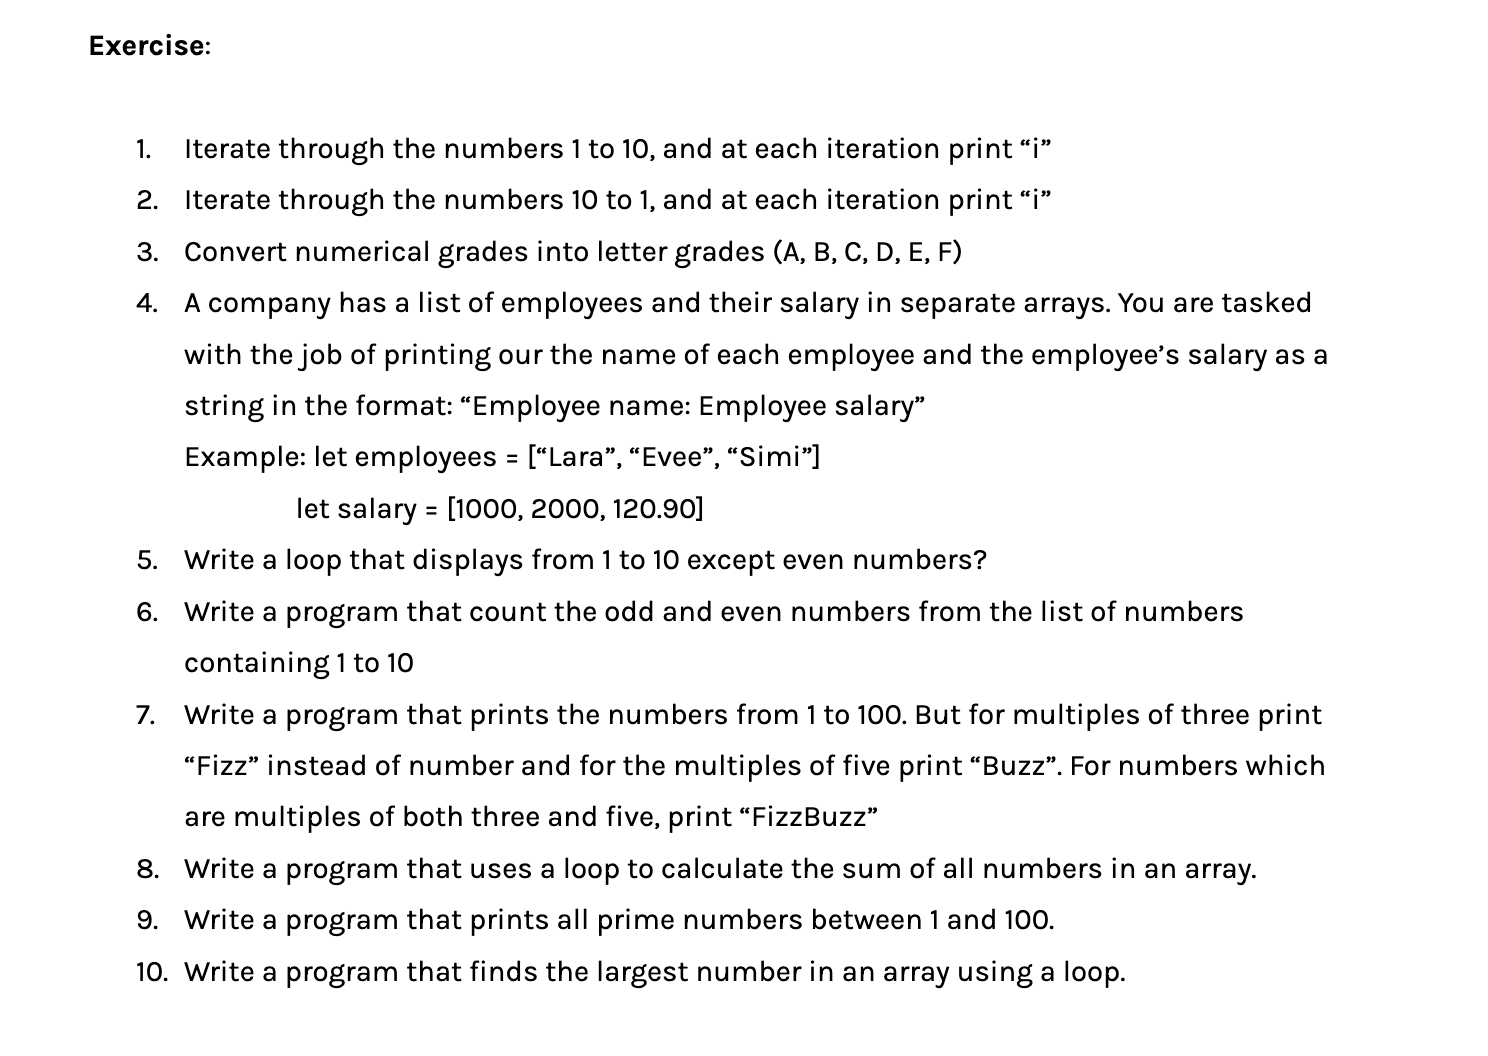 Exercise:
1. Iterate through the numbers 1 to 10, and at each iteration print “i”
2. Iterate through the numbers 10 to 1, and at each iteration print “i”
3. Convert numerical grades into letter grades (A, B, C, D, E, F)
4. A company has a list of employees and their salary in separate arrays. You are tasked
with the job of printing our the name of each employee and the employee’s salary as a
string in the format: “Employee name: Employee salary”
Example: let employees = [“Lara”, “Evee”, “Simi”]
let salary = [1000, 2000, 120.90]
5. Write a loop that displays from 1 to 10 except even numbers?
6. Write a program that count the odd and even numbers from the list of numbers
containing 1 to 10
7. Write a program that prints the numbers from 1 to 100. But for multiples of three print
“Fizz” instead of number and for the multiples of five print “Buzz”. For numbers which
are multiples of both three and five, print “FizzBuzz”
8. Write a program that uses a loop to calculate the sum of all numbers in an array.
9. Write a program that prints all prime numbers between 1 and 100.
10. Write a program that finds the largest number in an array using a loop.